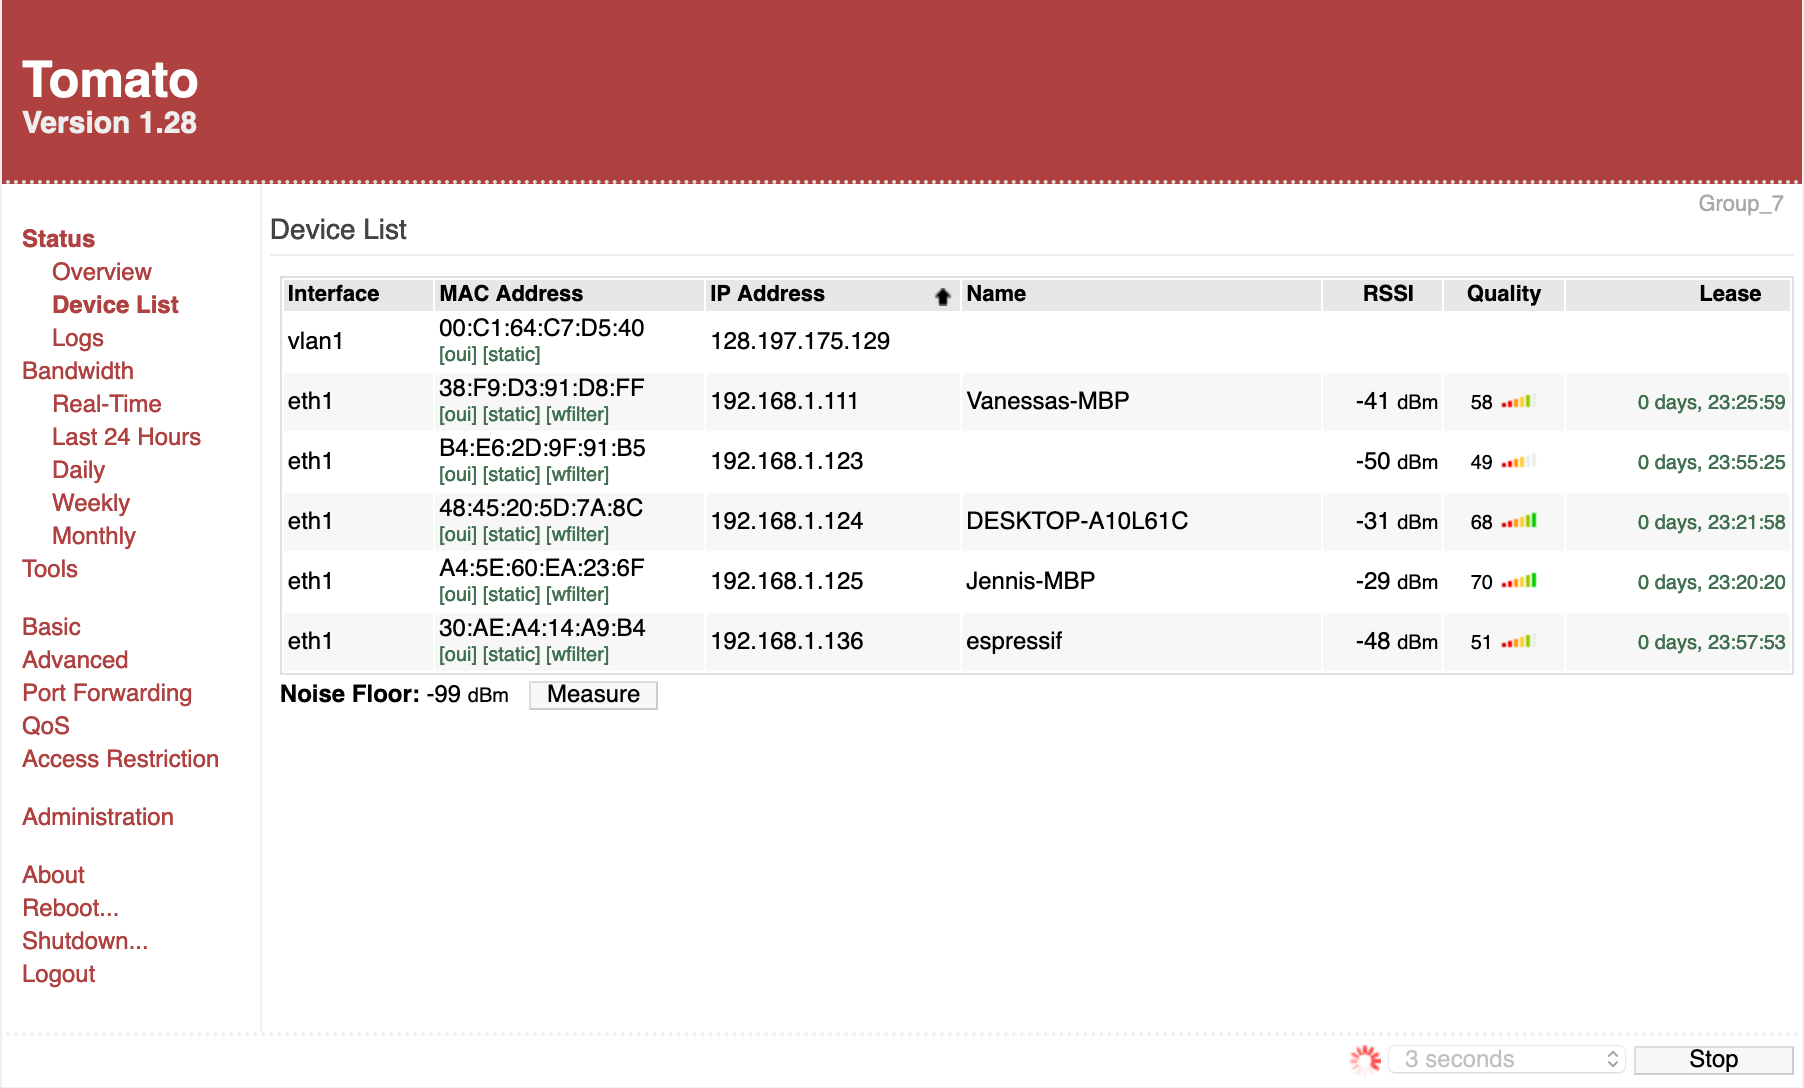 Tomato
Version 1.28
Group_7
Status
Overview
Device List
Logs
Bandwidth
Real-Time
Last 24 Hours
Daily
Weekly
Monthly
Tools
Basic
Advanced
Port Forwarding
QoS
Access Restriction
Administration
About
Reboot...
Shutdown...
Logout
Device List
Interface MAC Address IP Address Name RSSI Quality Lease
vlan1 00:C1:64:C7:D5:40 128.197.175.129
[oui] [static]
eth1 38:F9:D3:91:D8:FF 192.168.1.111 Vanessas-MBP -41 dBm 58 0 days, 23:25:59
[oui] [static] [wfilter]
eth1 B4:E6:2D:9F:91:B5 192.168.1.123 -50 dBm 49 0 days, 23:55:25
[oui] [static] [wfilter]
eth1 48:45:20:5D:7A:8C 192.168.1.124 DESKTOP-A10L61C -31 dBm 68 0 days, 23:21:58
[oui] [static] [wfilter]
eth1 A4:5E:60:EA:23:6F 192.168.1.125 Jennis-MBP -29 dBm 70 0 days, 23:20:20
[oui] [static] [wfilter]
eth1 30:AE:A4:14:A9:B4 192.168.1.136 espressif -48 dBm 51 0 days, 23:57:53
[oui] [static] [wfilter]
Noise Floor: -99 dBm Measure
3 seconds Stop